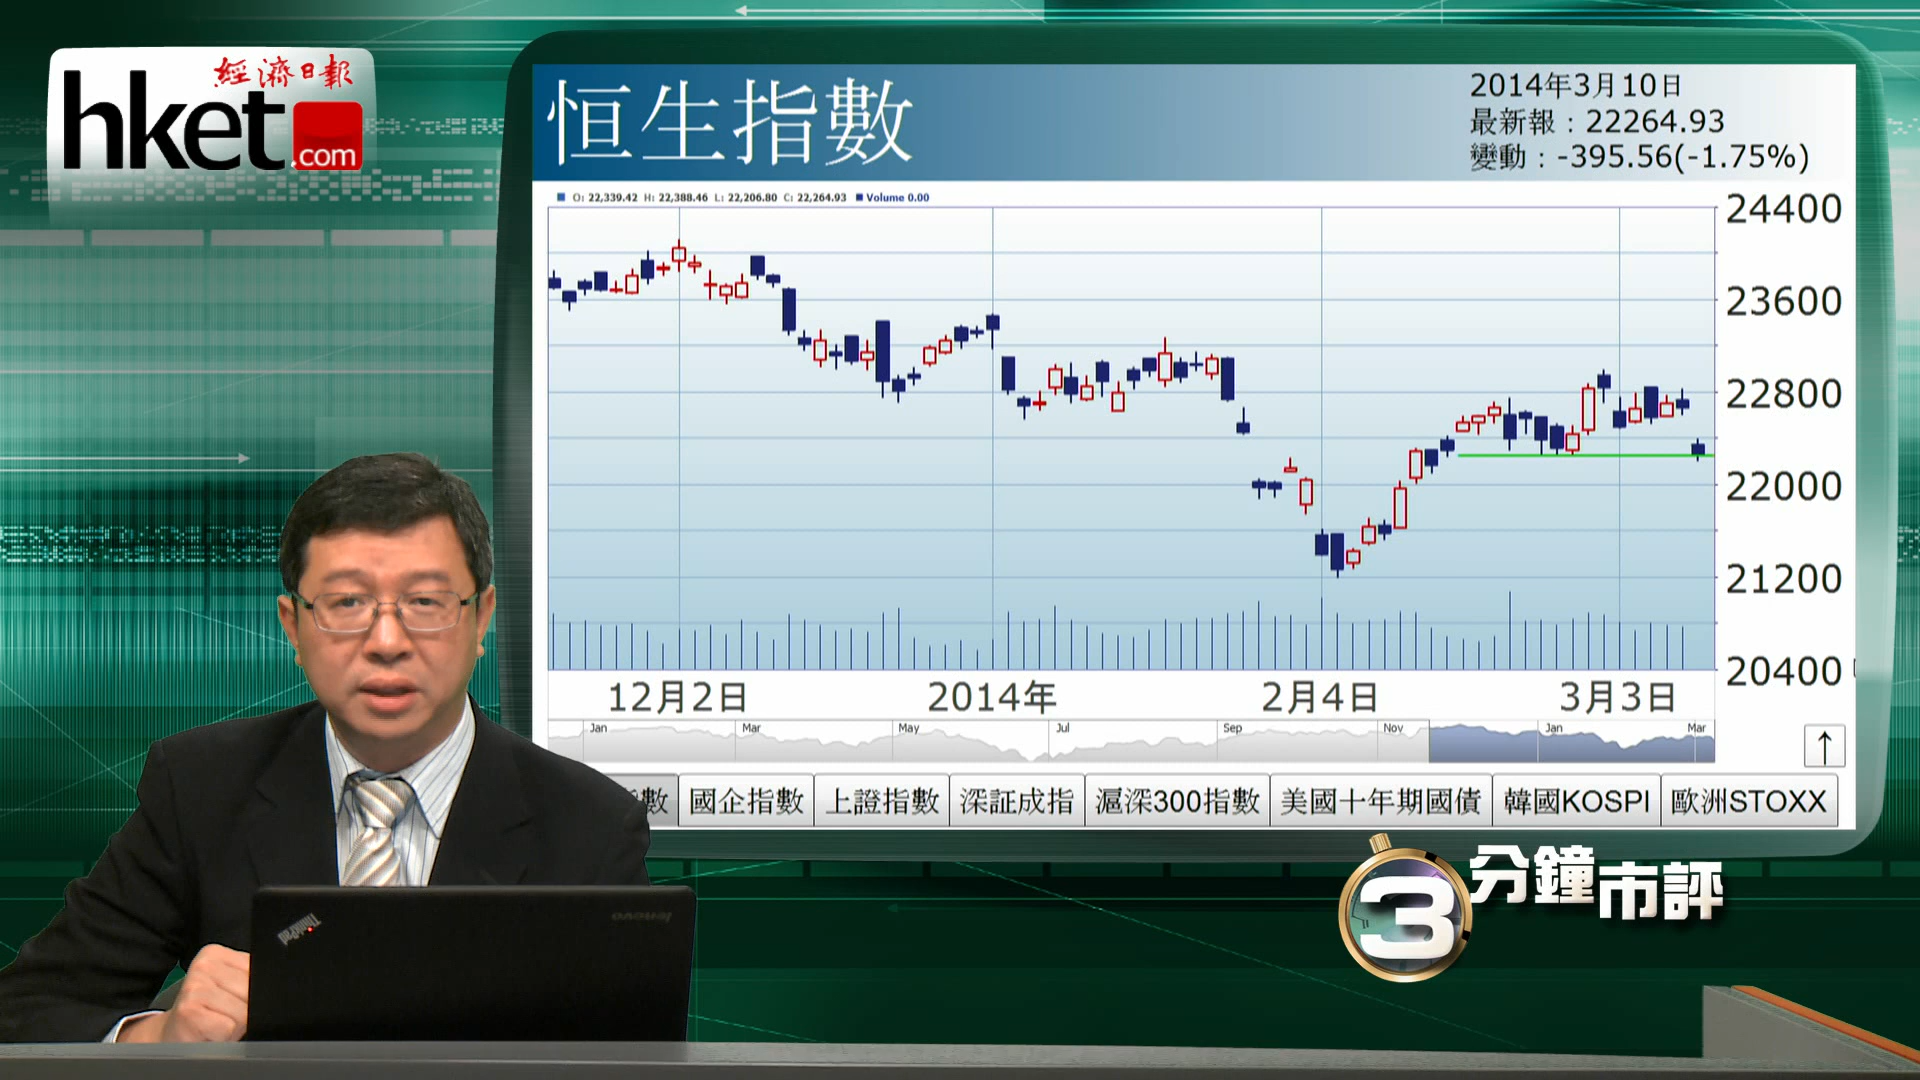 經濟日報
hket.com
恒生指數
2014年3月10日
最新報：22264.93
變動：-395.56(-1.75%)
O: 22,339.42 H: 22,388.46 L: 22,206.80 C: 22,264.93 Volume 0.00
24400
23600
22800
22000
21200
20400
12月2日 2014年 2月4日 3月3日
Jan Mar May Jul Sep Nov Jan Mar
↑
指數 國企指數 上證指數 深証成指 滬深300指數 美國十年期國債 韓國KOSPI 歐洲STOXX
3分鐘市評
ThinkPad
lenovo